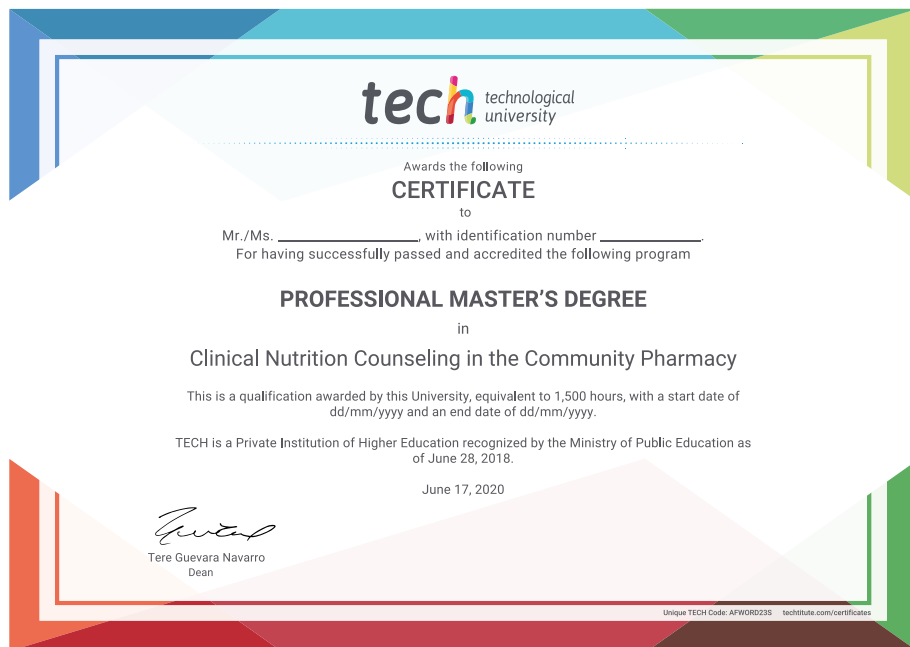 tech technological
university
Awards the following
CERTIFICATE
to
Mr./Ms. ____________________, with identification number ______________.
For having successfully passed and accredited the following program
PROFESSIONAL MASTER'S DEGREE
in
Clinical Nutrition Counseling in the Community Pharmacy
This is a qualification awarded by this University, equivalent to 1,500 hours, with a start date of
dd/mm/yyyy and an end date of dd/mm/yyyy.
TECH is a Private Institution of Higher Education recognized by the Ministry of Public Education as
of June 28, 2018.
June 17, 2020
Tere Guevara Navarro
Dean
Unique TECH Code: AFWORD23S techtitute.com/certificates